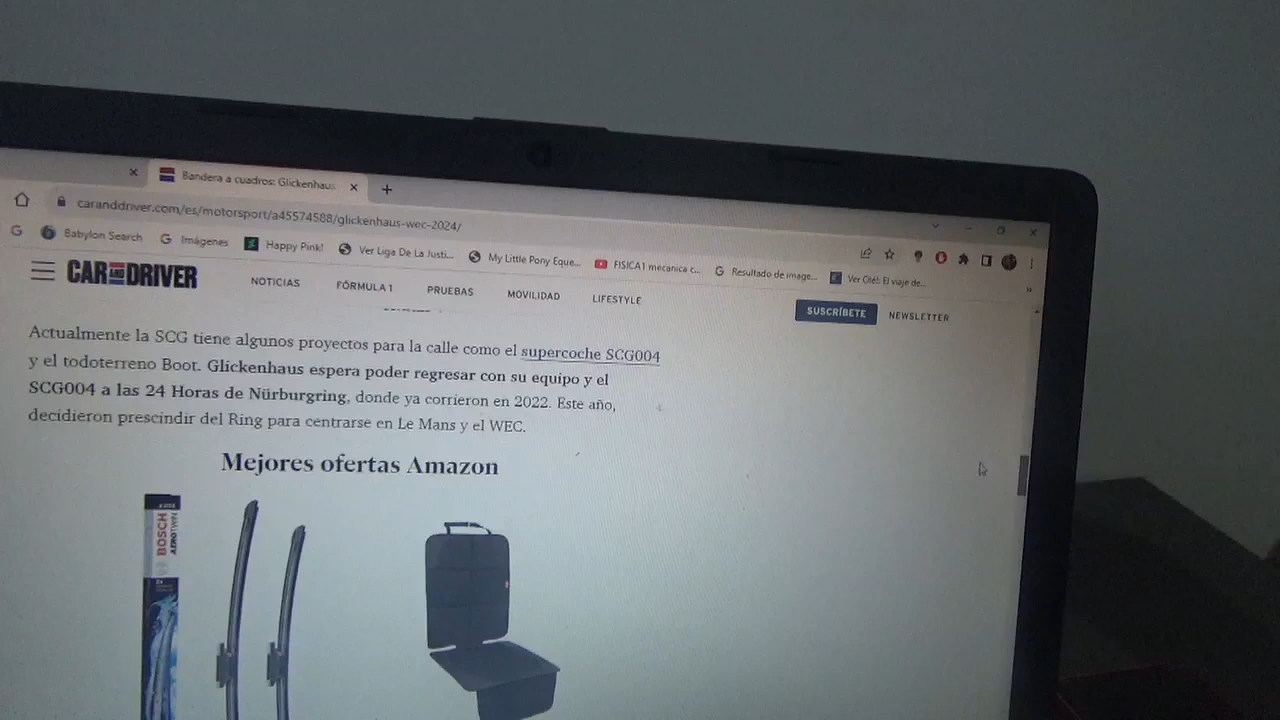 Bandera a cuadros: Glickenhaus
caranddriver.com/es/motorsport/a45574588/glickenhaus-wec-2024/
Babylon Search
Imágenes
Happy Pink!
Ver Liga De La Justi...
My Little Pony Eque...
FISICA1 mecanica c...
Resultado de image...
Ver Olé!: El viaje de...
CAR AND DRIVER
NOTICIAS
FÓRMULA 1
PRUEBAS
MOVILIDAD
LIFESTYLE
SUSCRÍBETE
NEWSLETTER
Actualmente la SCG tiene algunos proyectos para la calle como el supercoche SCG004
y el todoterreno Boot. Glickenhaus espera poder regresar con su equipo y el
SCG004 a las 24 Horas de Nürburgring, donde ya corrieron en 2022. Este año,
decidieron prescindir del Ring para centrarse en Le Mans y el WEC.
Mejores ofertas Amazon
BOSCH
AEROTWIN